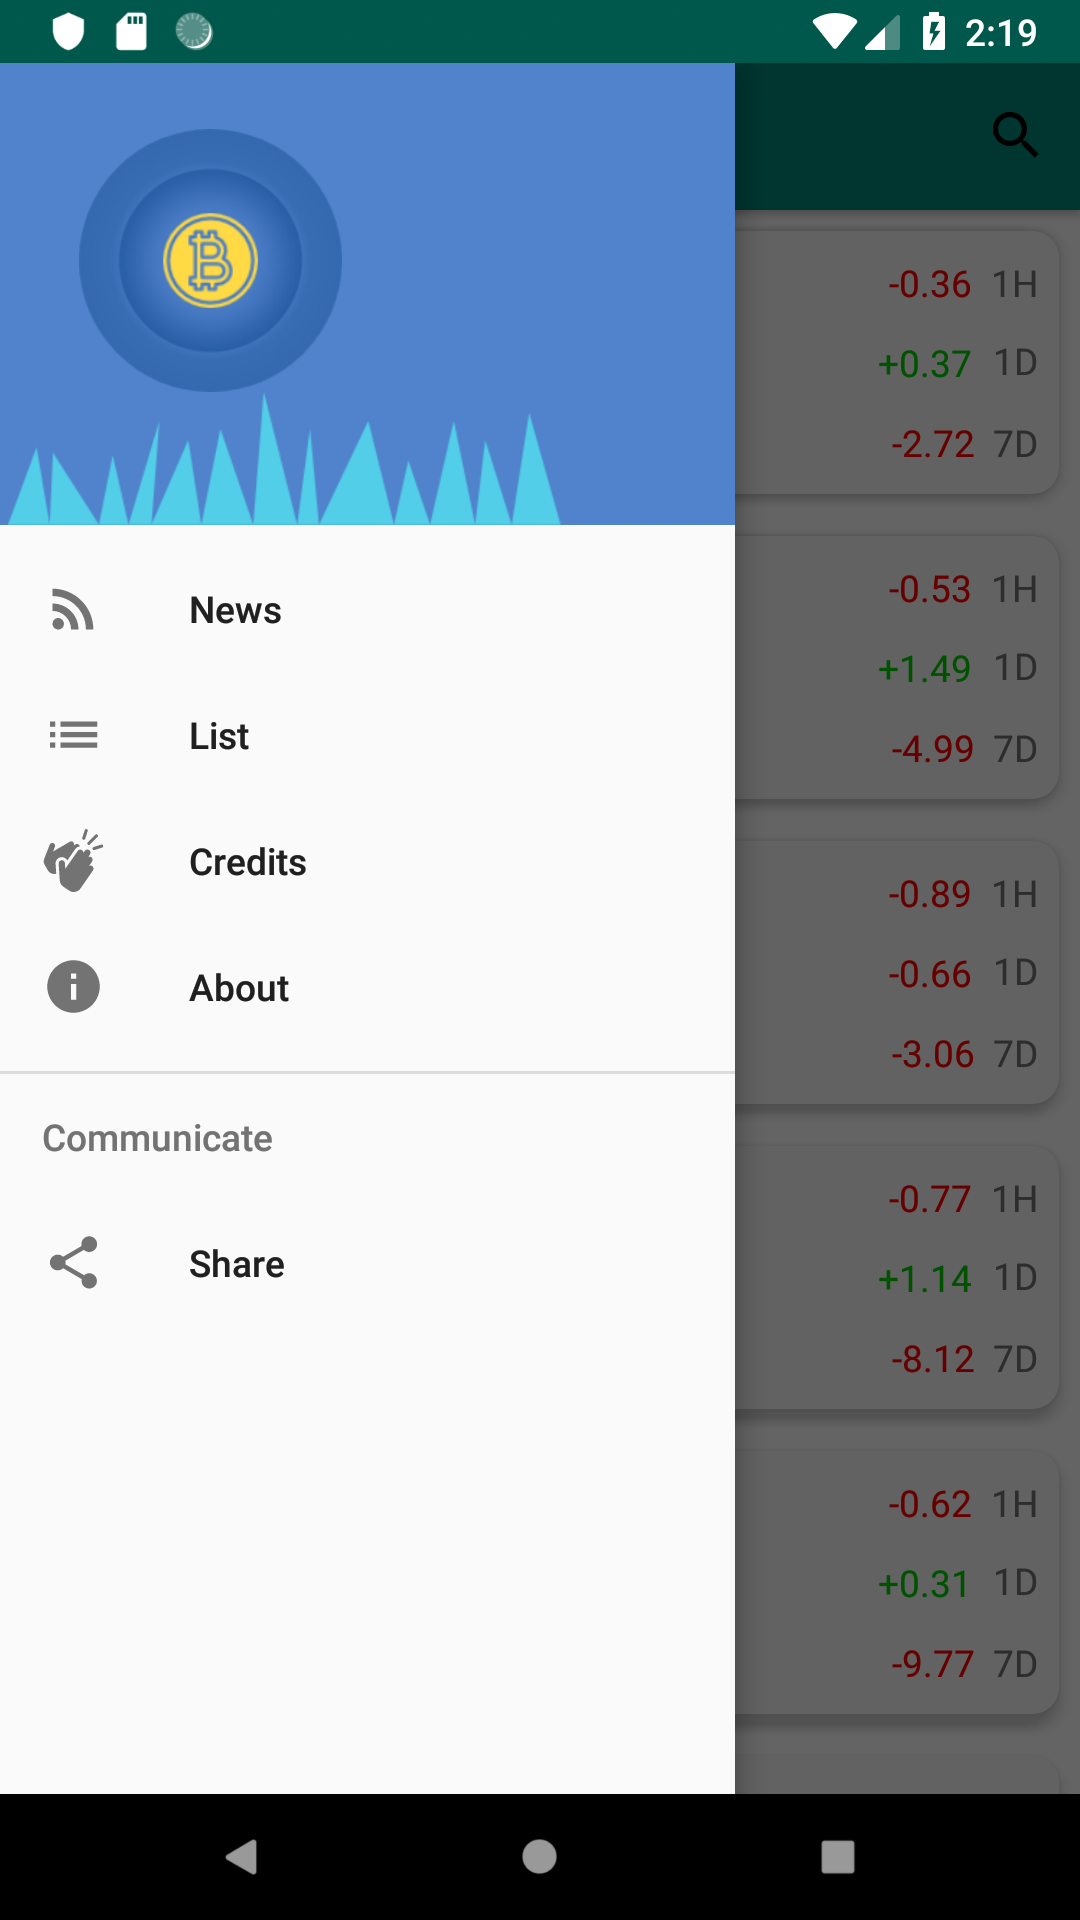 2:19
News
List
Credits
About
Communicate
Share
-0.36 1H
+0.37 1D
-2.72 7D
-0.53 1H
+1.49 1D
-4.99 7D
-0.89 1H
-0.66 1D
-3.06 7D
-0.77 1H
+1.14 1D
-8.12 7D
-0.62 1H
+0.31 1D
-9.77 7D